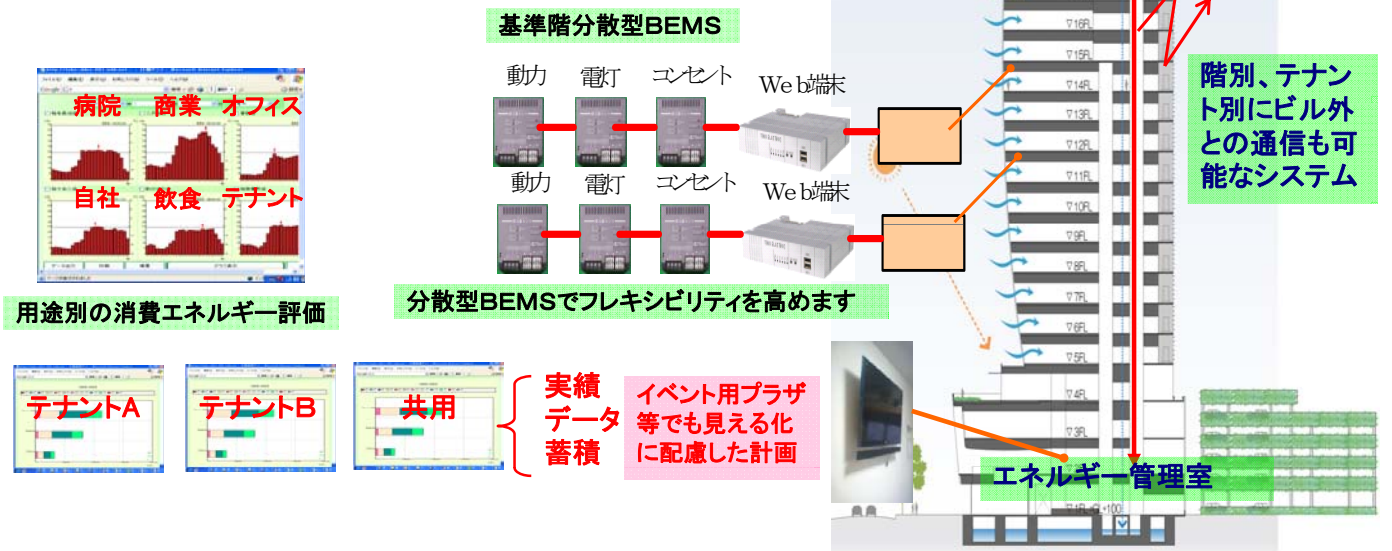 基準階分散型BEMS
動力 電灯 コンセント Web端末
動力 電灯 コンセント Web端末
分散型BEMSでフレキシビリティを高めます
病院 商業 オフィス
自社 飲食 テナント
用途別の消費エネルギー評価
テナントA テナントB 共用
実績
データ
蓄積
イベント用プラザ
等でも見える化
に配慮した計画
階別、テナン
ト別にビル外
との通信も可
能なシステム
▽16FL
▽15FL
▽14FL
▽13FL
▽12FL
▽11FL
▽10FL
▽9FL
▽8FL
▽7FL
▽6FL
▽5FL
▽4FL
▽3FL
エネルギー管理室
▽1FL=GL+100